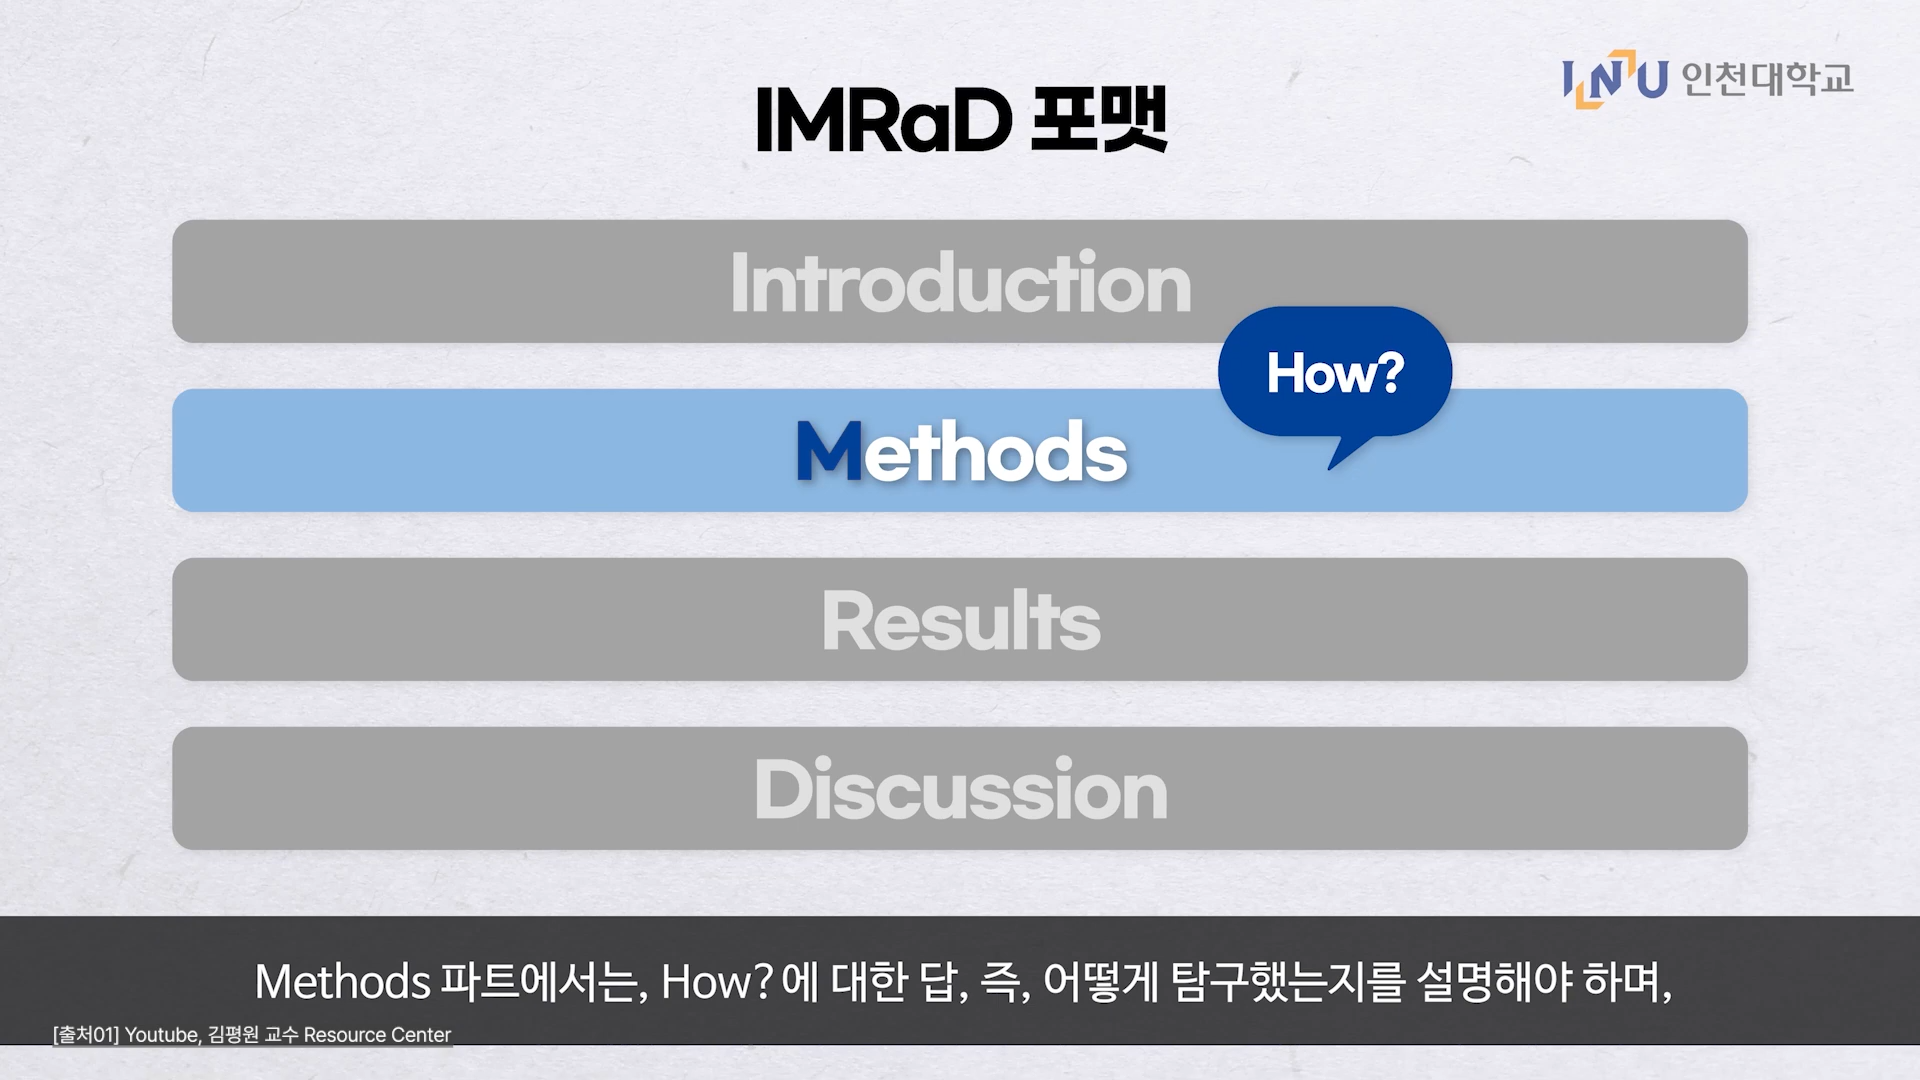 INU 인천대학교
IMRaD 포맷
Introduction
How?
Methods
Results
Discussion
Methods 파트에서는, How?에 대한 답, 즉, 어떻게 탐구했는지를 설명해야 하며,
[출처01] Youtube, 김평원 교수 Resource Center